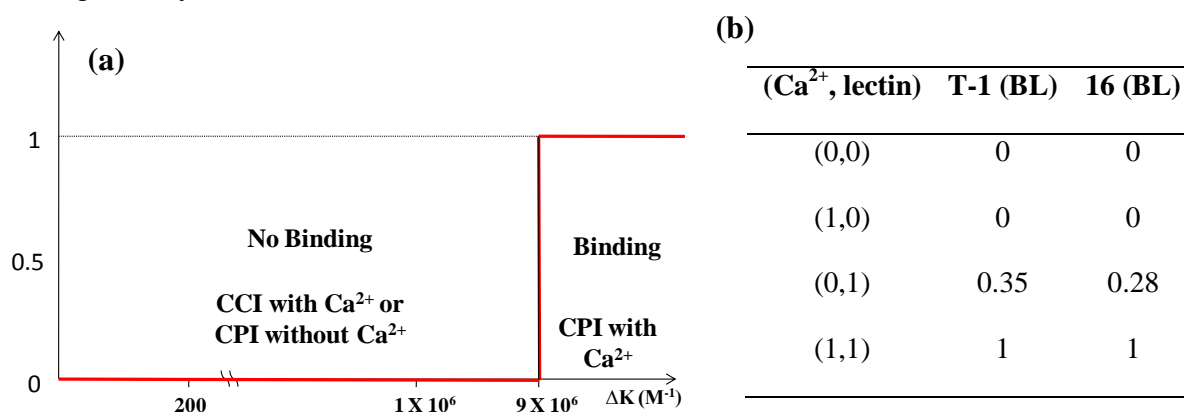 (a)
1
0.5
0
No Binding
CCI with Ca²⁺ or
CPI without Ca²⁺
Binding
CPI with
Ca²⁺
200
1 X 10⁶
9 X 10⁶
ΔK (M⁻¹)
(b)
(Ca²⁺, lectin) T-1 (BL) 16 (BL)
(0,0) 0 0
(1,0) 0 0
(0,1) 0.35 0.28
(1,1) 1 1